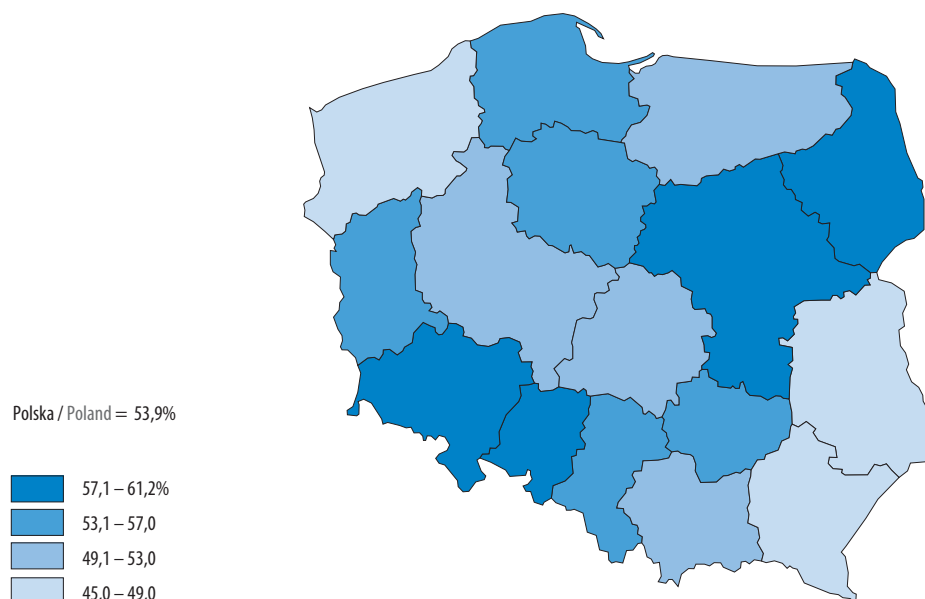 Polska / Poland = 53,9%
57,1 – 61,2%
53,1 – 57,0
49,1 – 53,0
45,0 – 49,0